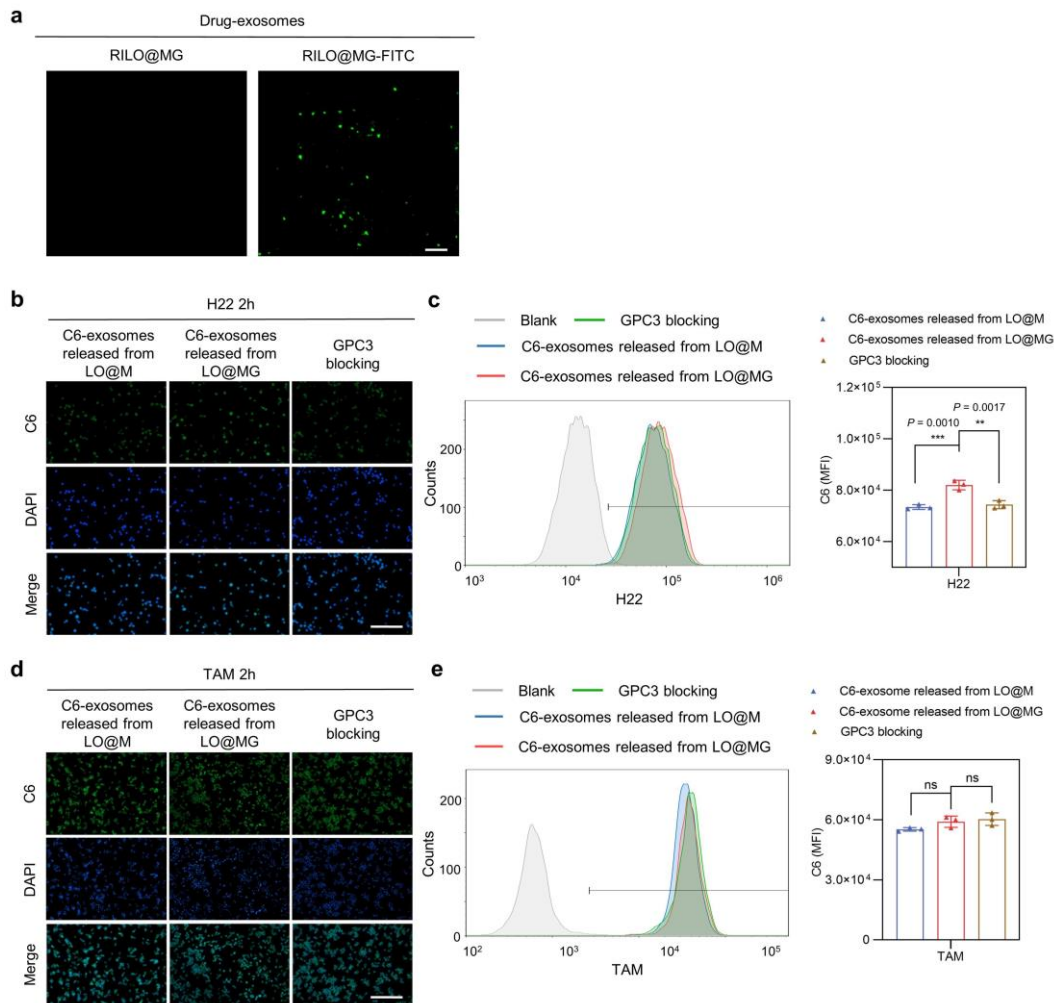 a
Drug-exosomes
RILO@MG
RILO@MG-FITC
b
H22 2h
C6-exosomes
released from
LO@M
C6-exosomes
released from
LO@MG
GPC3
blocking
C6
DAPI
Merge
c
Blank
GPC3 blocking
C6-exosomes released from LO@M
C6-exosomes released from LO@MG
Counts
200
100
0
10³
10⁴
10⁵
10⁶
H22
C6-exosomes released from LO@M
C6-exosomes released from LO@MG
GPC3 blocking
C6 (MFI)
1.2×10⁵
1.0×10⁵
8.0×10⁴
6.0×10⁴
P = 0.0017
P = 0.0010
***
**
H22
d
TAM 2h
C6-exosomes
released from
LO@M
C6-exosomes
released from
LO@MG
GPC3
blocking
C6
DAPI
Merge
e
Blank
GPC3 blocking
C6-exosomes released from LO@M
C6-exosomes released from LO@MG
Counts
200
100
0
10²
10³
10⁴
10⁵
TAM
C6-exosome released from LO@M
C6-exosome released from LO@MG
GPC3 blocking
C6 (MFI)
9.0×10⁴
6.0×10⁴
3.0×10⁴
0
ns
ns
TAM